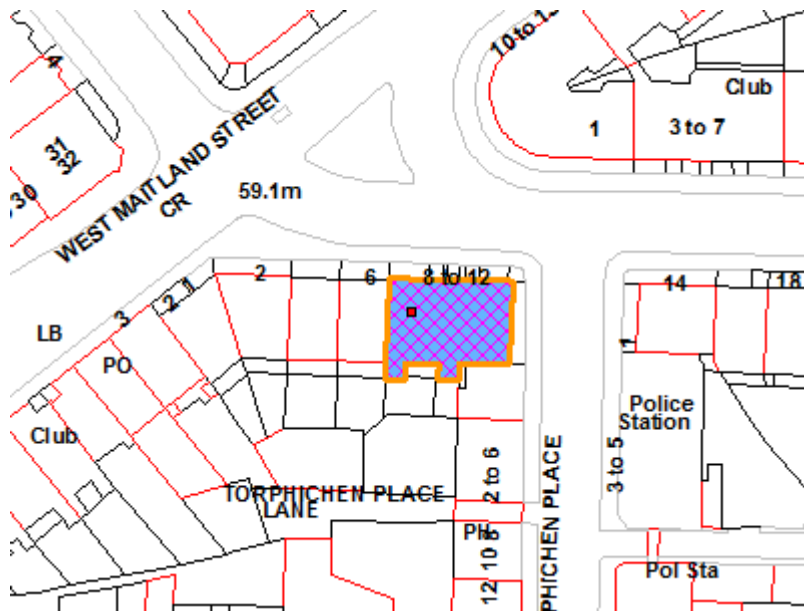 4
10 to 1
Club
31
32
1
3 to 7
30
WEST MAITLAND STREET
CR
59.1m
2
6
8 to 12
14
18
2 1
3
1
LB
PO
Police
Station
Club
3 to 5
2 to 6
TORPHICHEN PLACE
LANE
PHICHEN PLACE
PH
10
12
Pol Sta